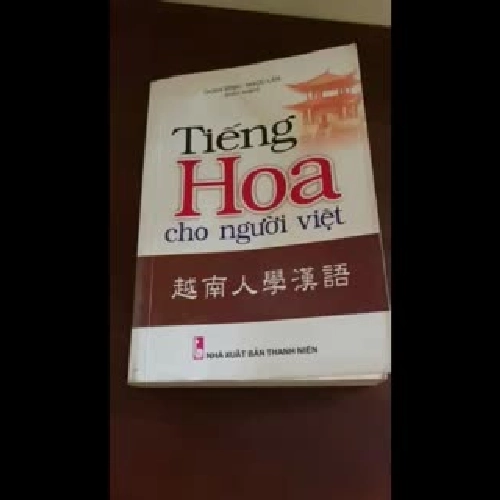 Tiếng
Hoa
cho người việt
越南人學漢語
NHÀ XUẤT BẢN THANH NIÊN